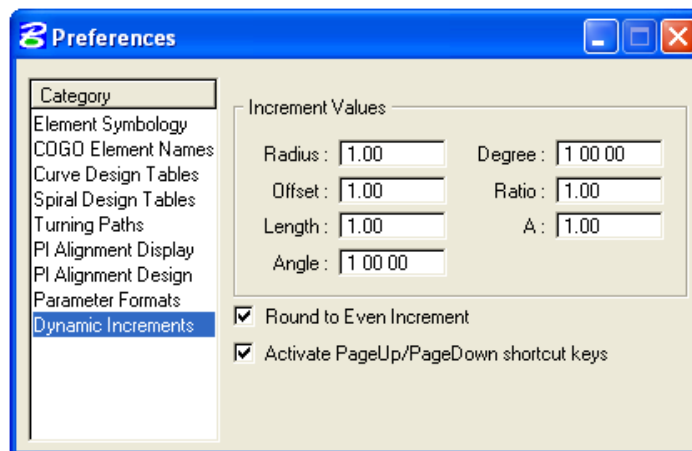 Preferences
Category
Element Symbology
COGO Element Names
Curve Design Tables
Spiral Design Tables
Turning Paths
PI Alignment Display
PI Alignment Design
Parameter Formats
Dynamic Increments
Increment Values
Radius : 1.00 Degree : 1 00 00
Offset : 1.00 Ratio : 1.00
Length : 1.00 A : 1.00
Angle : 1 00 00
Round to Even Increment
Activate PageUp/PageDown shortcut keys